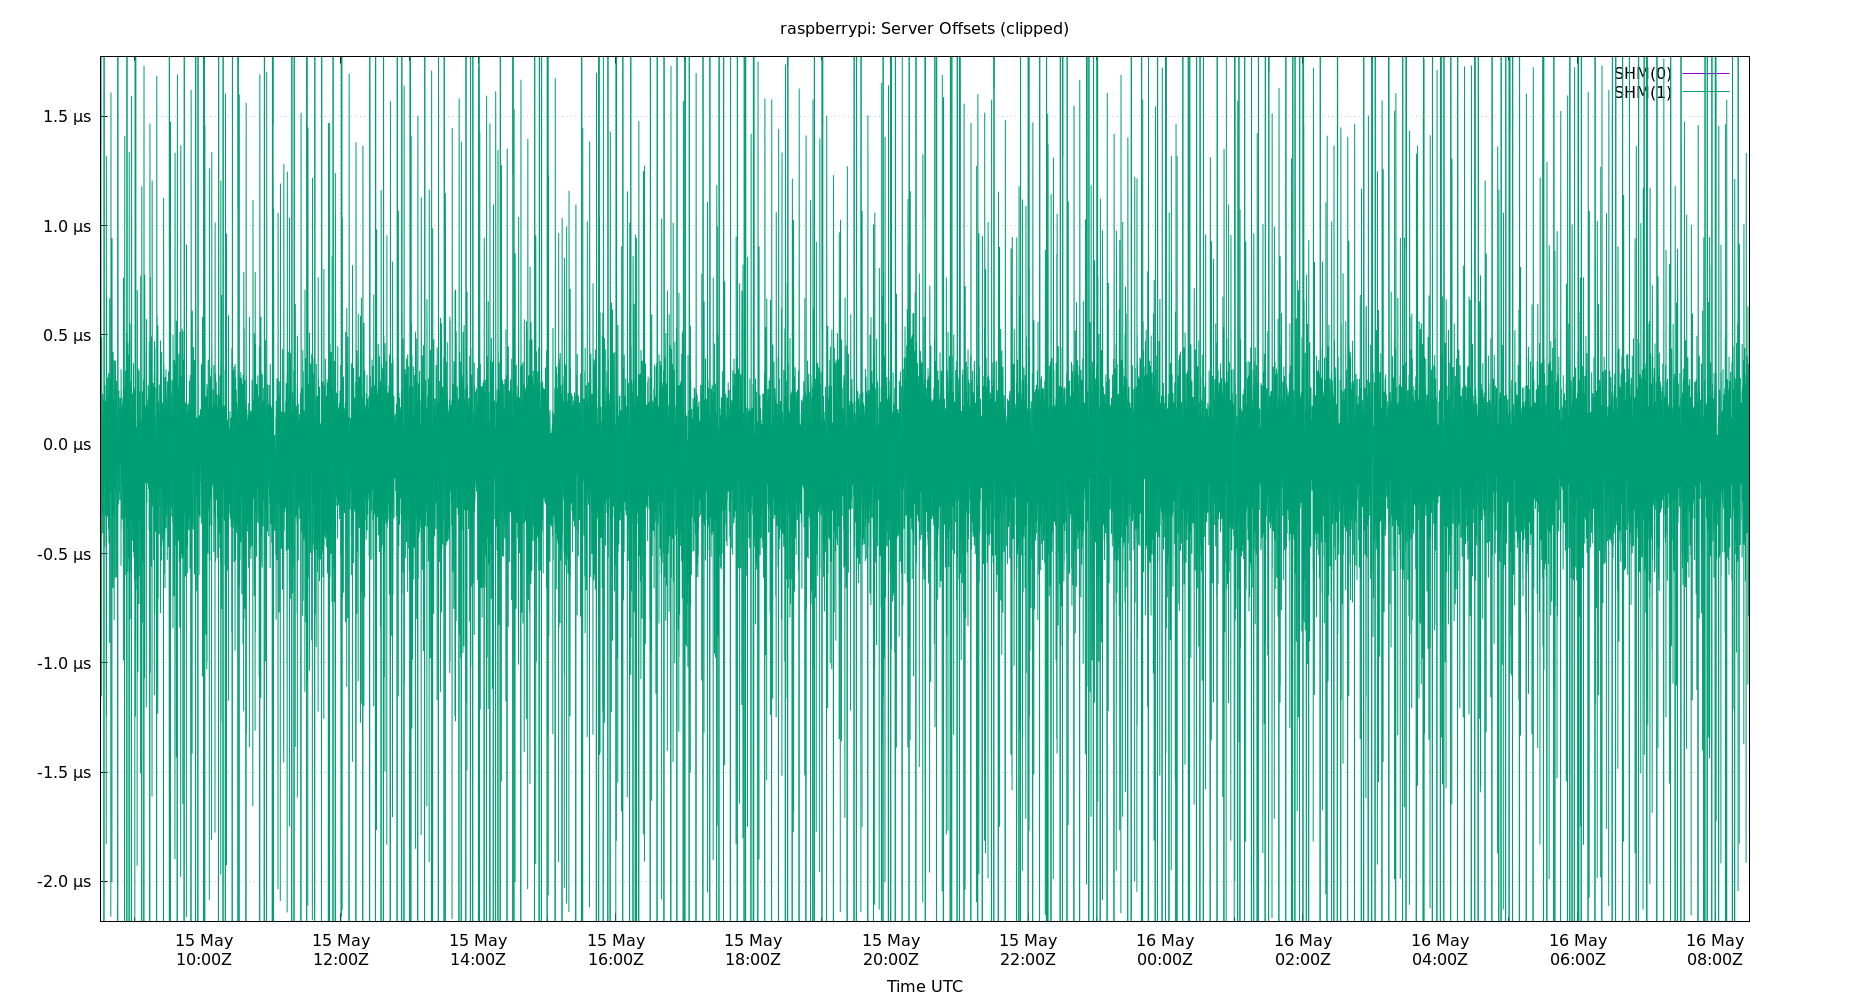 raspberrypi: Server Offsets (clipped)
SHM(0)
SHM(1)
1.5 µs
1.0 µs
0.5 µs
0.0 µs
-0.5 µs
-1.0 µs
-1.5 µs
-2.0 µs
15 May 15 May 15 May 15 May 15 May 15 May 15 May 16 May 16 May 16 May 16 May 16 May
10:00Z 12:00Z 14:00Z 16:00Z 18:00Z 20:00Z 22:00Z 00:00Z 02:00Z 04:00Z 06:00Z 08:00Z
Time UTC